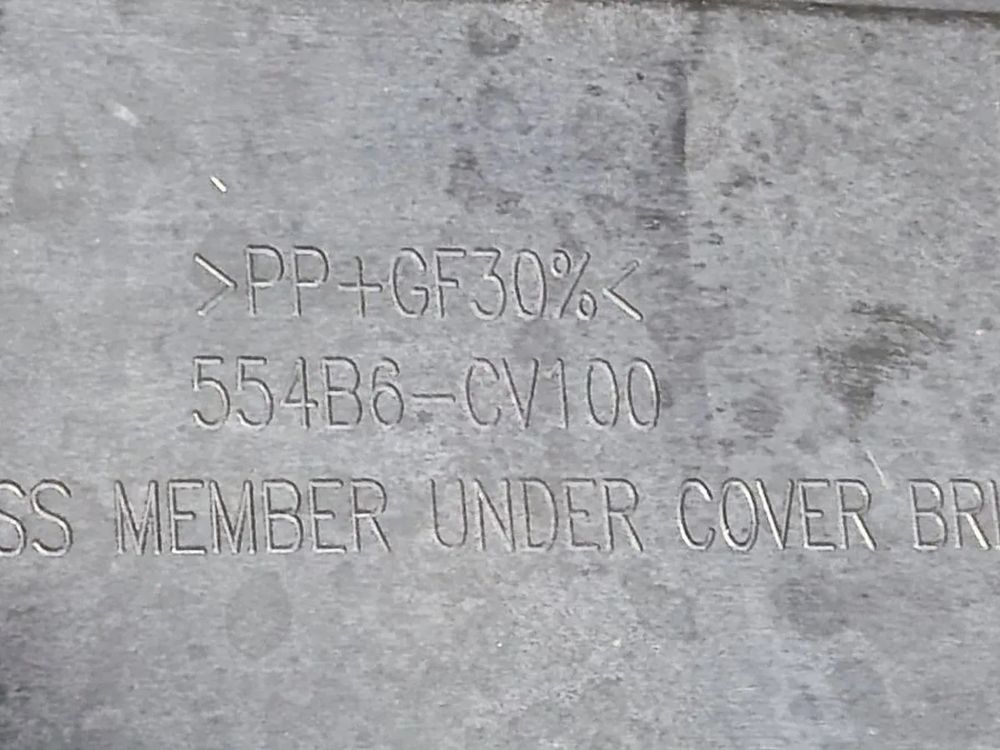 >PP+GF30%<
554B6-CV100
SS MEMBER UNDER COVER BR